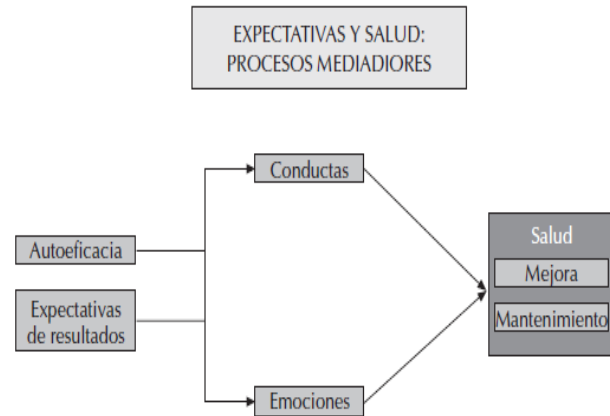 EXPECTATIVAS Y SALUD:
PROCESOS MEDIADIORES
Conductas
Autoeficacia
Expectativas
de resultados
Emociones
Salud
Mejora
Mantenimiento